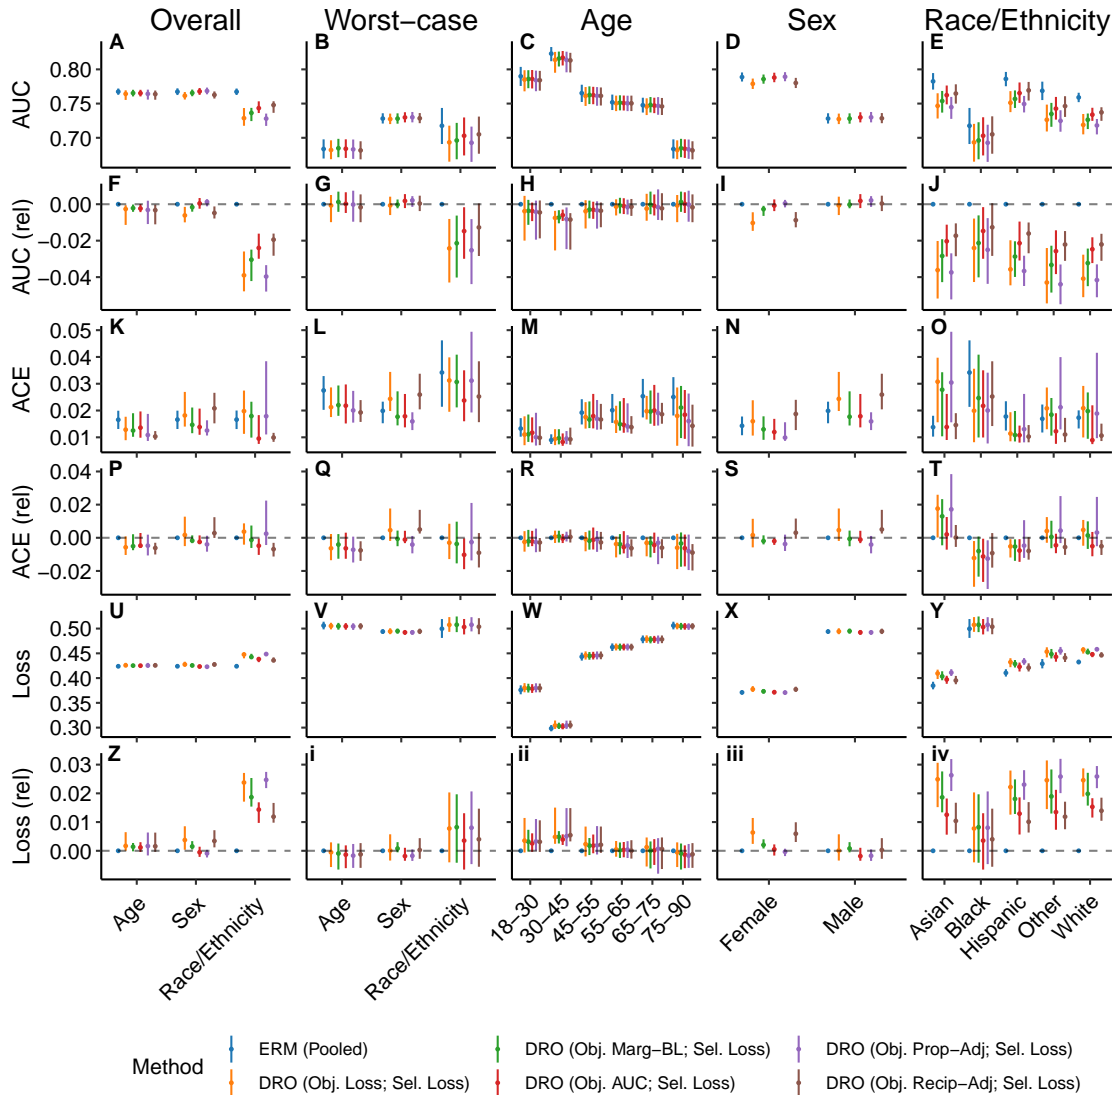 Overall Worst−case Age Sex Race/Ethnicity
A B C D E
AUC
0.80
0.75
0.70
F G H I J
AUC (rel)
0.00
−0.02
−0.04
K L M N O
ACE
0.05
0.04
0.03
0.02
0.01
P Q R S T
ACE (rel)
0.04
0.02
0.00
−0.02
U V W X Y
Loss
0.50
0.45
0.40
0.35
0.30
Z i ii iii iv
Loss (rel)
0.03
0.02
0.01
0.00
Age Sex Race/Ethnicity Age Sex Race/Ethnicity 18−30 30−45 45−55 55−65 65−75 75−90 Female Male Asian Black Hispanic Other White
Method
ERM (Pooled) DRO (Obj. Marg−BL; Sel. Loss) DRO (Obj. Prop−Adj; Sel. Loss)
DRO (Obj. Loss; Sel. Loss) DRO (Obj. AUC; Sel. Loss) DRO (Obj. Recip−Adj; Sel. Loss)